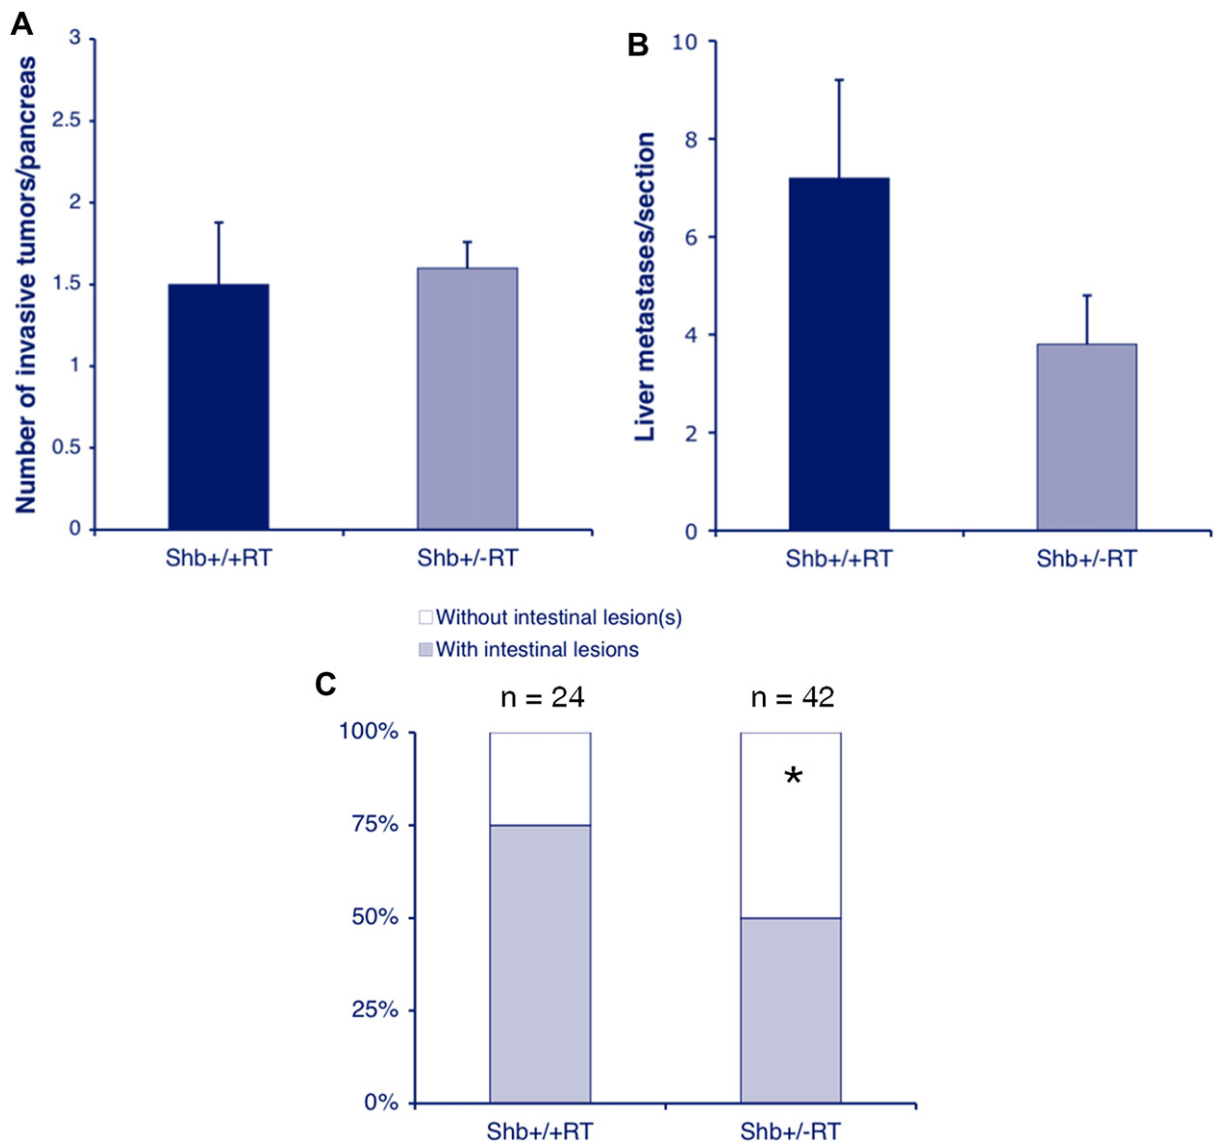 A
Number of invasive tumors/pancreas
3
2.5
2
1.5
1
0.5
0
Shb+/+RT
Shb+/-RT
B
Liver metastases/section
10
8
6
4
2
0
Shb+/+RT
Shb+/-RT
Without intestinal lesion(s)
With intestinal lesions
C
n = 24
n = 42
100%
75%
50%
25%
0%
*
Shb+/+RT
Shb+/-RT